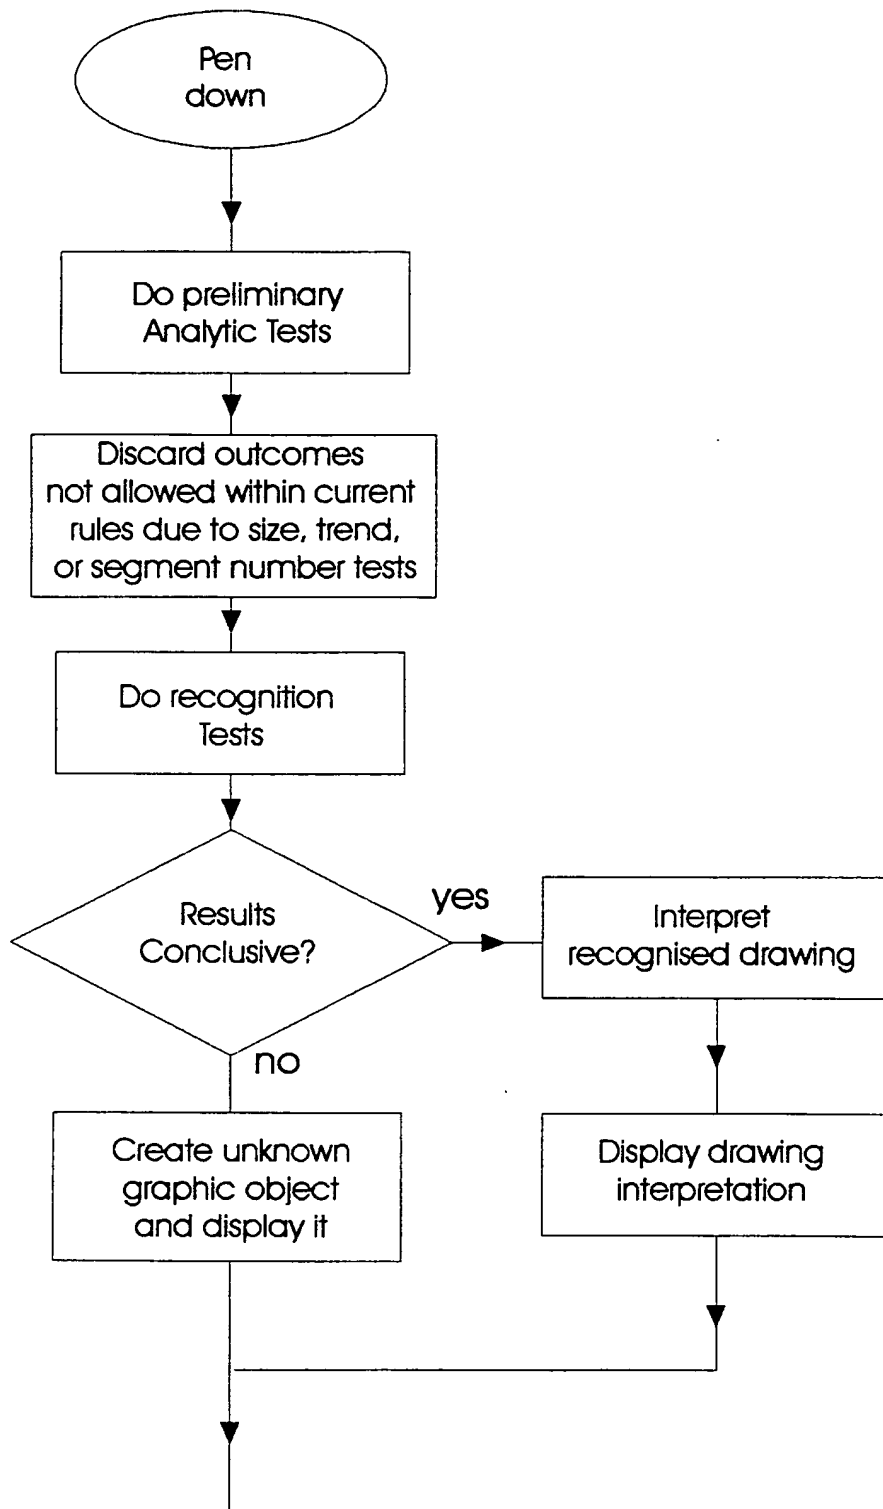 Pen
down
Do preliminary
Analytic Tests
Discard outcomes
not allowed within current
rules due to size, trend,
or segment number tests
Do recognition
Tests
Results
Conclusive?
yes
Interpret
recognised drawing
no
Create unknown
graphic object
and display it
Display drawing
interpretation